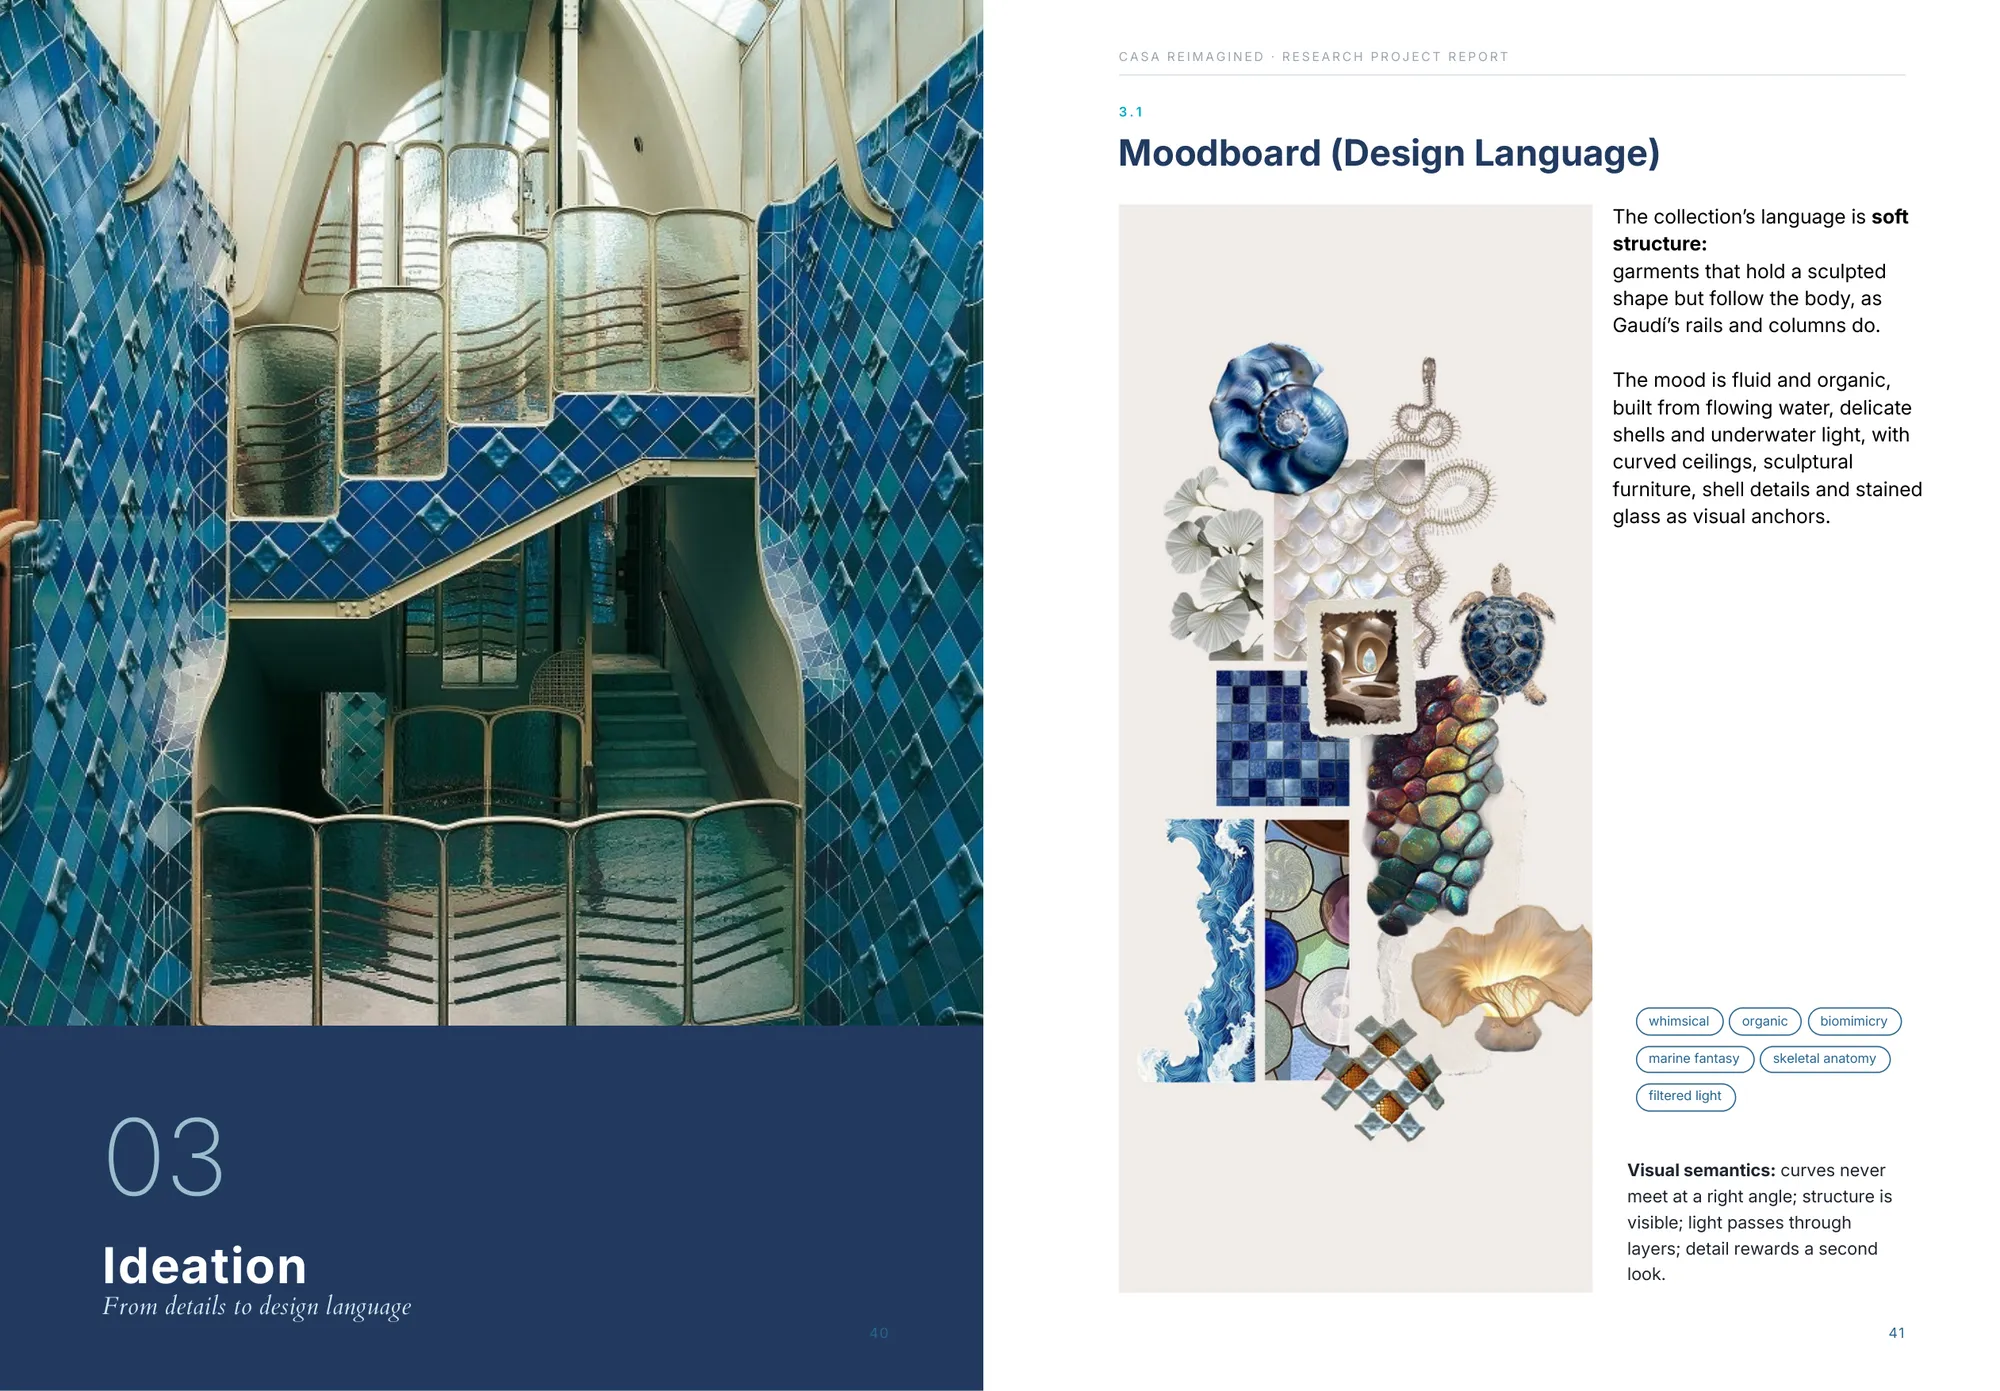 03
Ideation
From details to design language
40
CASA REIMAGINED · RESEARCH PROJECT REPORT
3.1
Moodboard (Design Language)
The collection’s language is soft
structure:
garments that hold a sculpted
shape but follow the body, as
Gaudí’s rails and columns do.
The mood is fluid and organic,
built from flowing water, delicate
shells and underwater light, with
curved ceilings, sculptural
furniture, shell details and stained
glass as visual anchors.
whimsical
organic
biomimicry
marine fantasy
skeletal anatomy
filtered light
Visual semantics: curves never
meet at a right angle; structure is
visible; light passes through
layers; detail rewards a second
look.
41